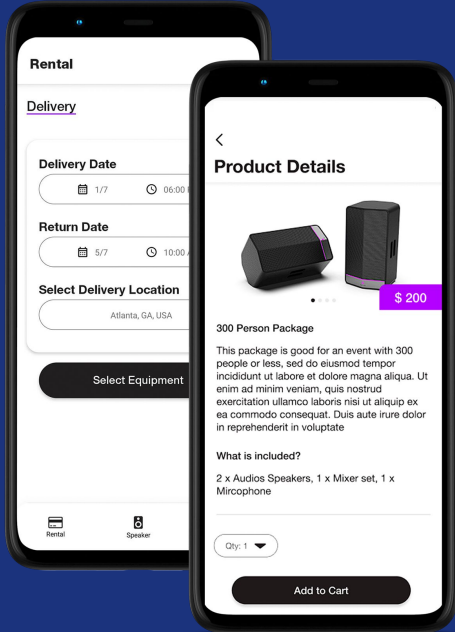 Rental
Delivery
Delivery Date
1/7
06:00
Return Date
5/7
10:00
Select Delivery Location
Atlanta, GA, USA
Select Equipment
Rental
Speaker
Product Details
$ 200
300 Person Package
This package is good for an event with 300
people or less, sed do eiusmod tempor
incididunt ut labore et dolore magna aliqua. Ut
enim ad minim veniam, quis nostrud
exercitation ullamco laboris nisi ut aliquip ex
ea commodo consequat. Duis aute irure dolor
in reprehenderit in voluptate
What is included?
2 x Audios Speakers, 1 x Mixer set, 1 x
Mircophone
Qty: 1
Add to Cart